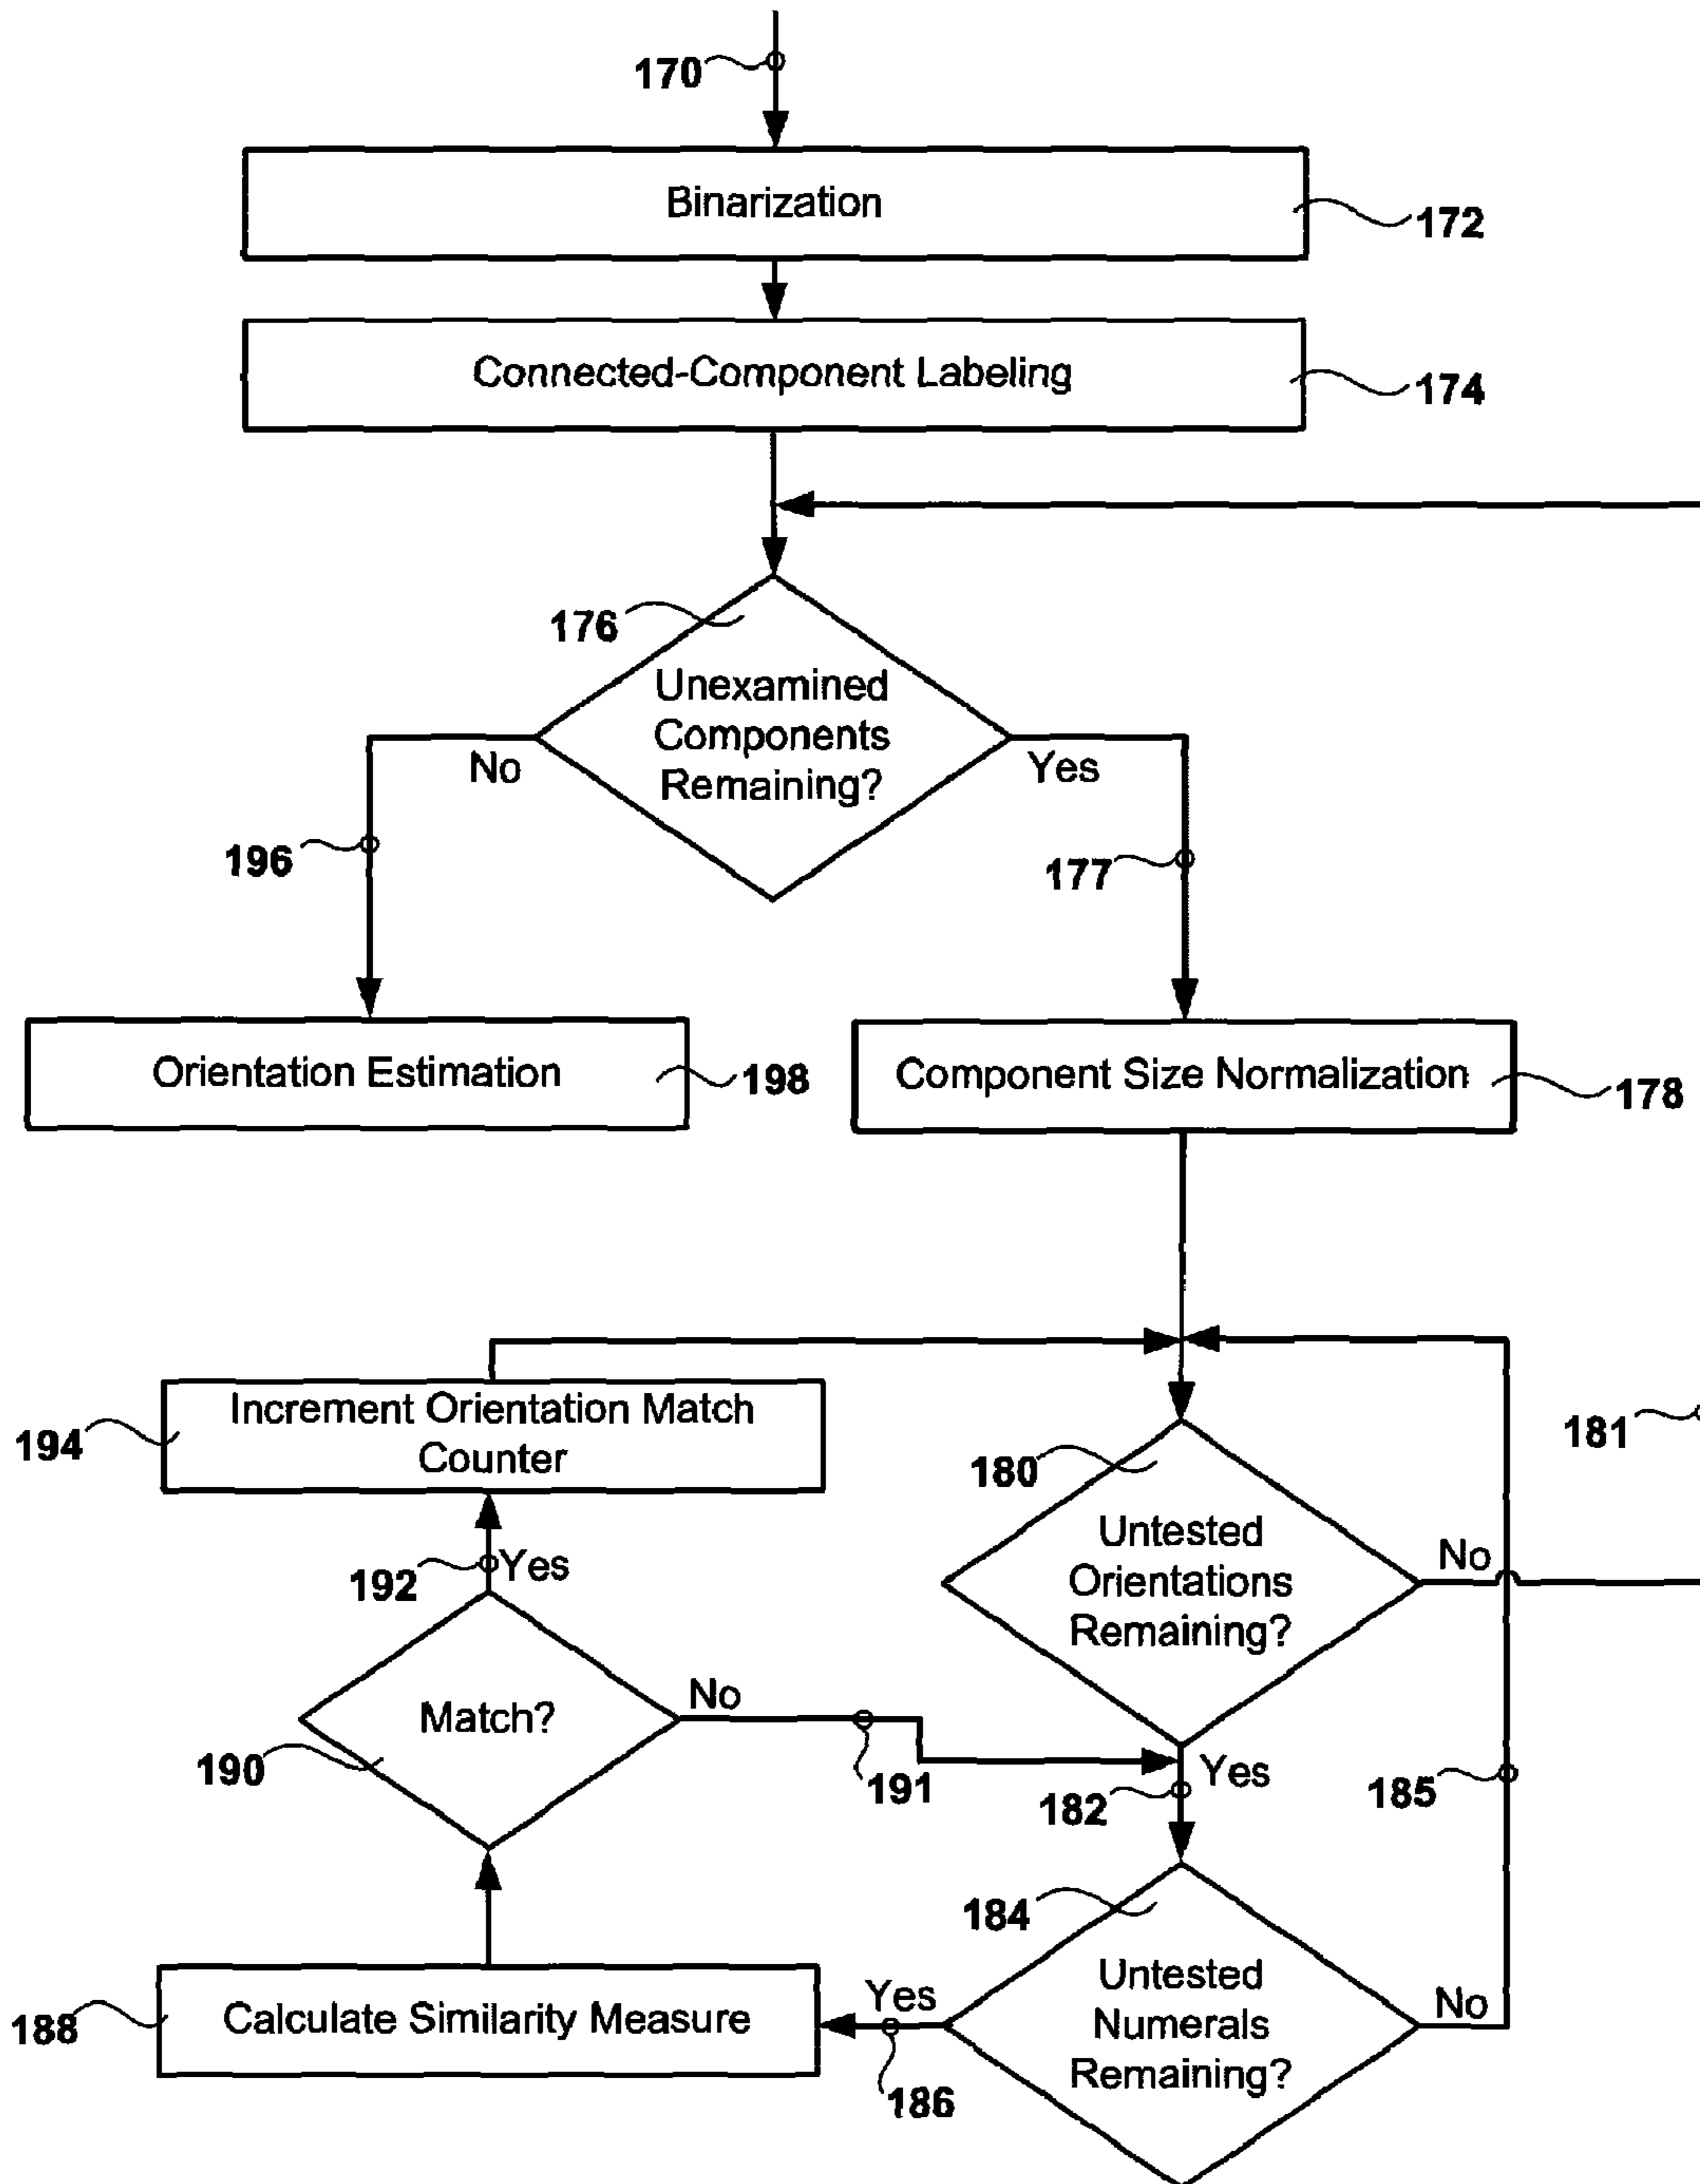 170
Binarization
172
Connected-Component Labeling
174
176
Unexamined
Components
Remaining?
No
Yes
196
177
Orientation Estimation
198
Component Size Normalization
178
Increment Orientation Match
Counter
194
181
180
Untested
Orientations
Remaining?
No
192
Yes
Match?
No
190
191
Yes
182
185
184
Untested
Numerals
Remaining?
No
Yes
186
Calculate Similarity Measure
188